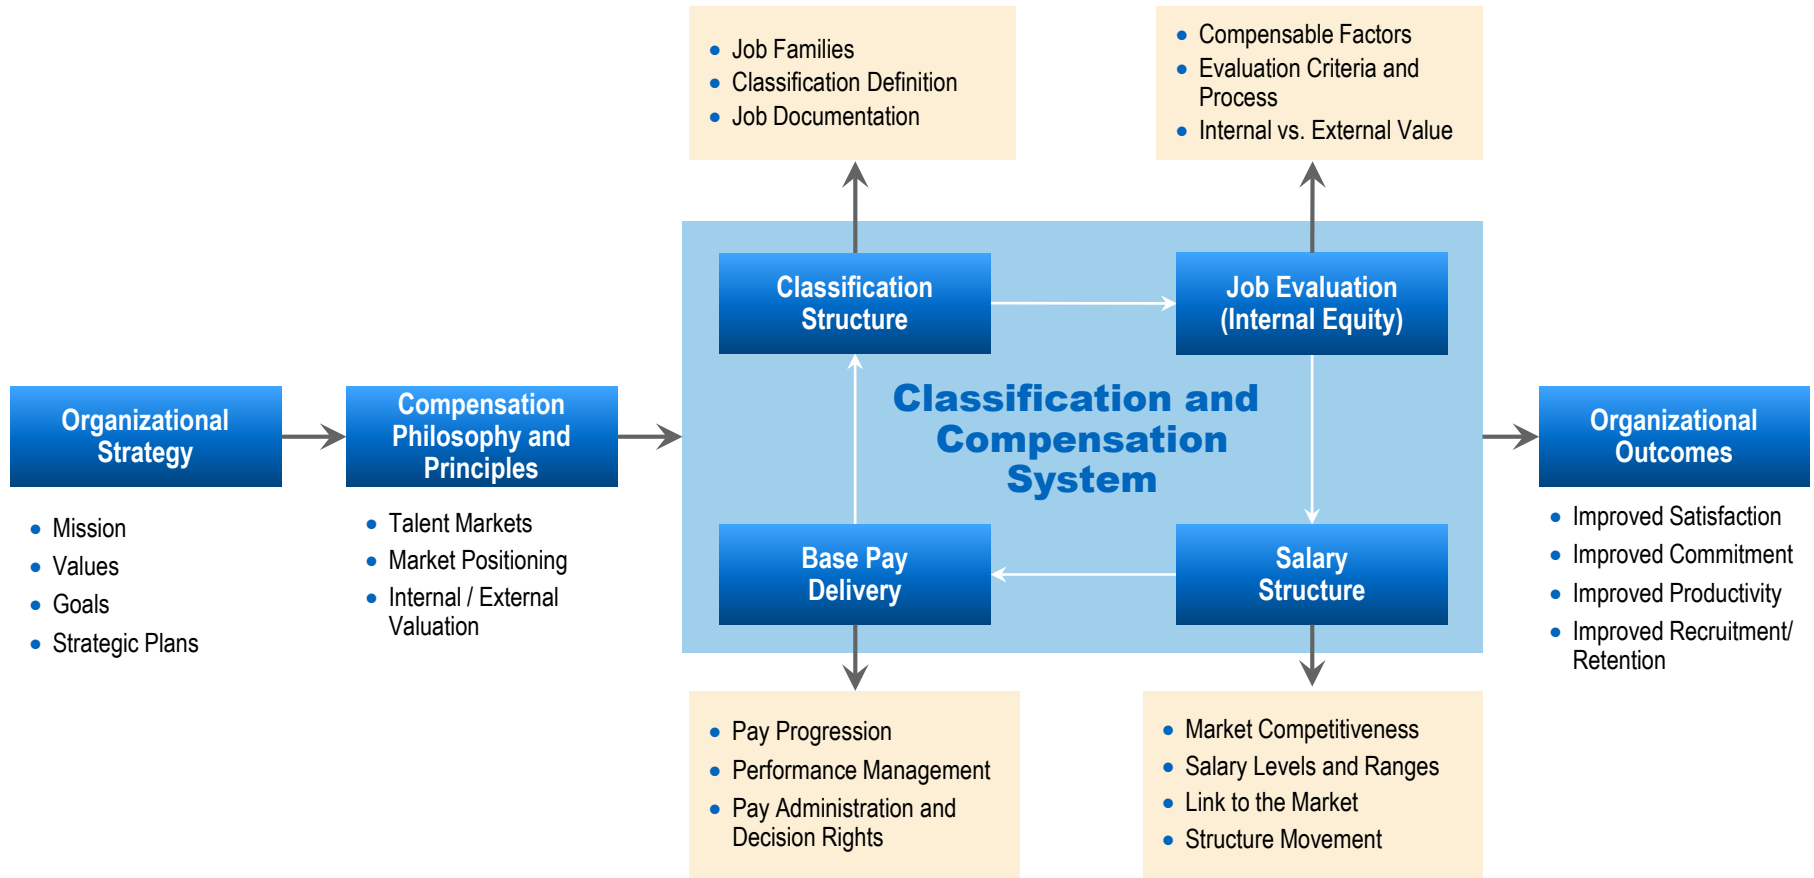 • Job Families
• Classification Definition
• Job Documentation
• Compensable Factors
• Evaluation Criteria and
Process
• Internal vs. External Value
Classification
Structure
Job Evaluation
(Internal Equity)
Organizational
Strategy
• Mission
• Values
• Goals
• Strategic Plans
Compensation
Philosophy and
Principles
• Talent Markets
• Market Positioning
• Internal / External
Valuation
Classification and
Compensation
System
Organizational
Outcomes
• Improved Satisfaction
• Improved Commitment
• Improved Productivity
• Improved Recruitment/
Retention
Base Pay
Delivery
Salary
Structure
• Pay Progression
• Performance Management
• Pay Administration and
Decision Rights
• Market Competitiveness
• Salary Levels and Ranges
• Link to the Market
• Structure Movement